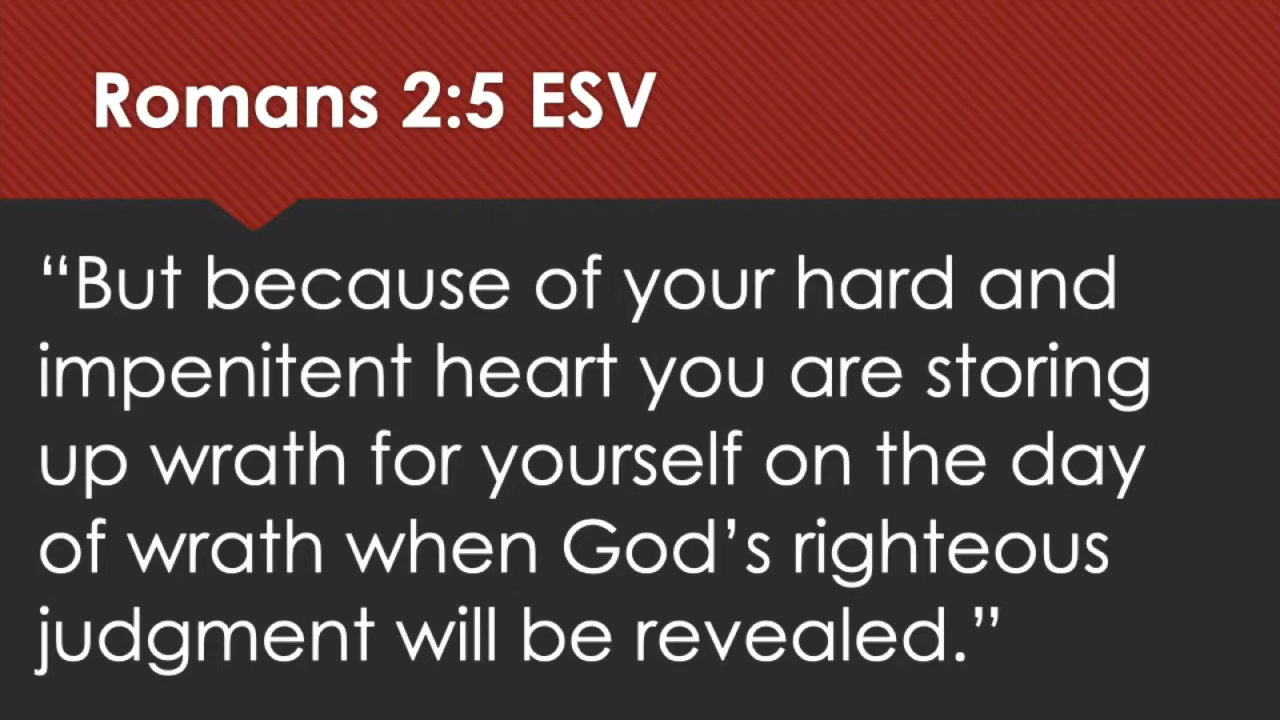 Romans 2:5 ESV
“But because of your hard and
impenitent heart you are storing
up wrath for yourself on the day
of wrath when God’s righteous
judgment will be revealed.”